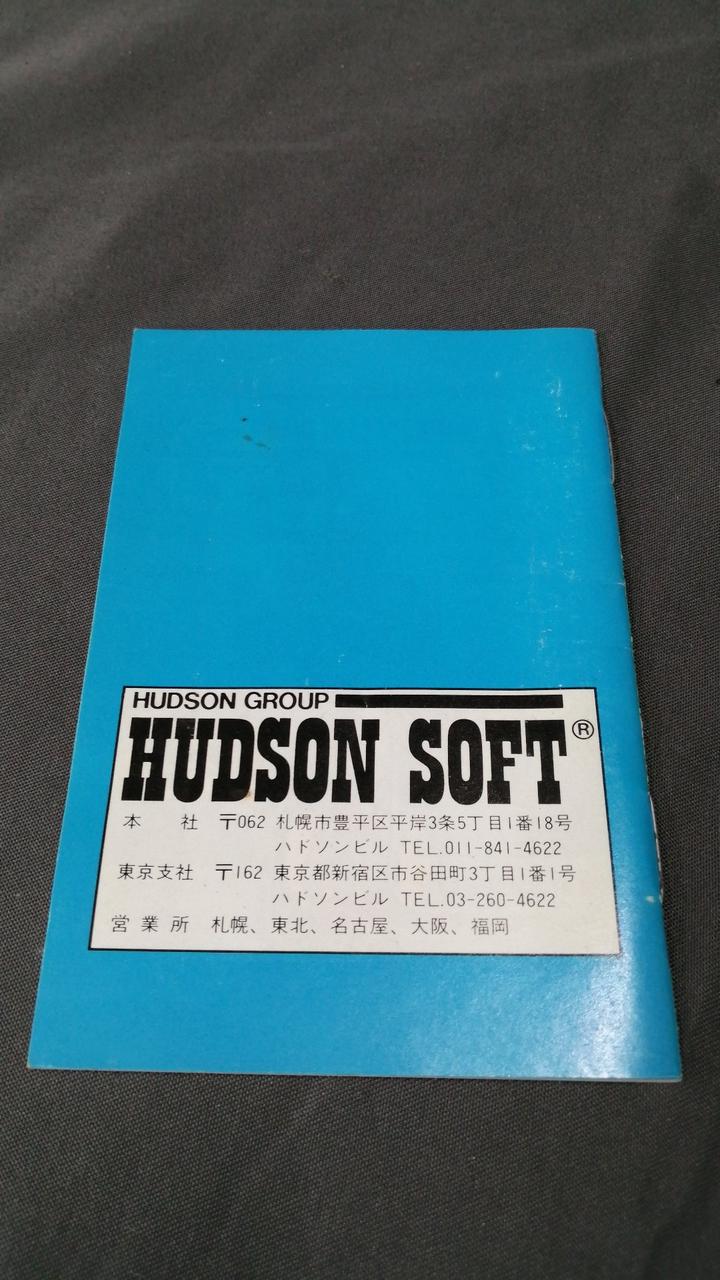 HUDSON GROUP
HUDSON SOFT®
本 社 〒062 札幌市豊平区平岸3条5丁目1番18号
ハドソンビル TEL.011-841-4622
東京支社 〒162 東京都新宿区市谷田町3丁目1番1号
ハドソンビル TEL.03-260-4622
営業所 札幌、東北、名古屋、大阪、福岡